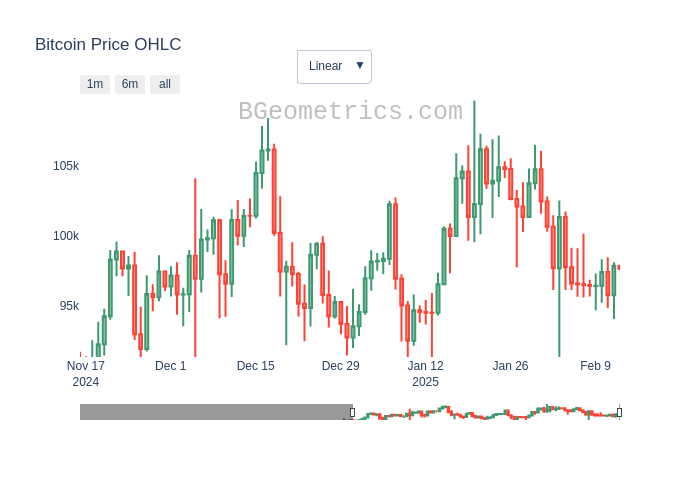 Bitcoin Price OHLC
Linear ▼
1m 6m all
BGeometrics.com
105k
100k
95k
Nov 17 Dec 1 Dec 15 Dec 29 Jan 12 Jan 26 Feb 9
2024 2025